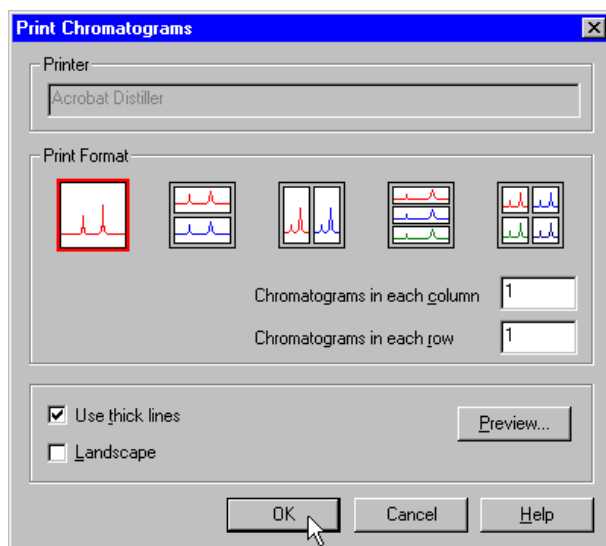 Print Chromatograms
Printer
Acrobat Distiller
Print Format
Chromatograms in each column 1
Chromatograms in each row 1
Use thick lines
Preview...
Landscape
OK Cancel Help